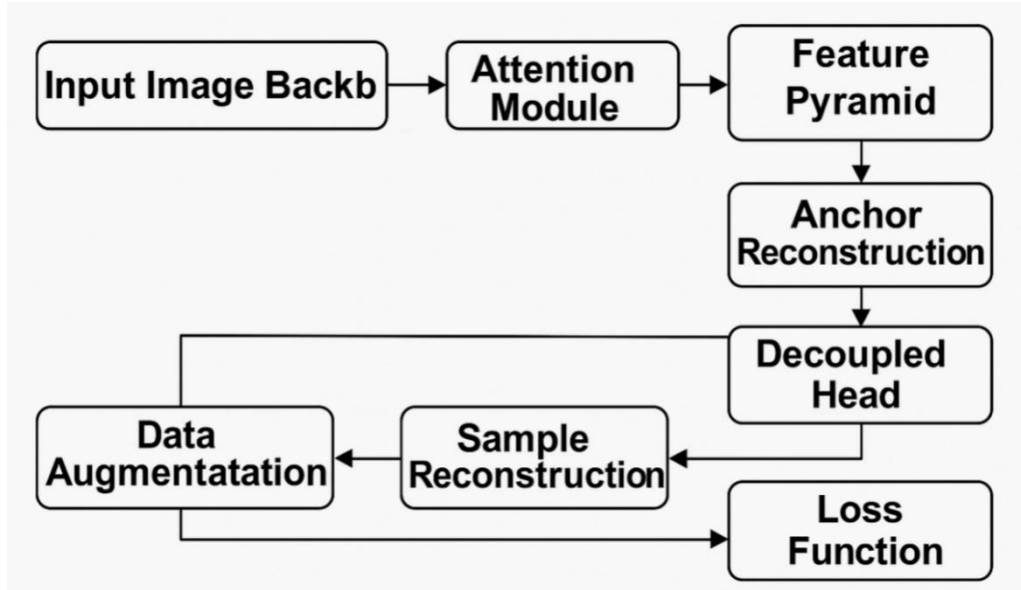 Input Image Backb
Attention
Module
Feature
Pyramid
Anchor
Reconstruction
Decoupled
Head
Data
Augmentatation
Sample
Reconstruction
Loss
Function